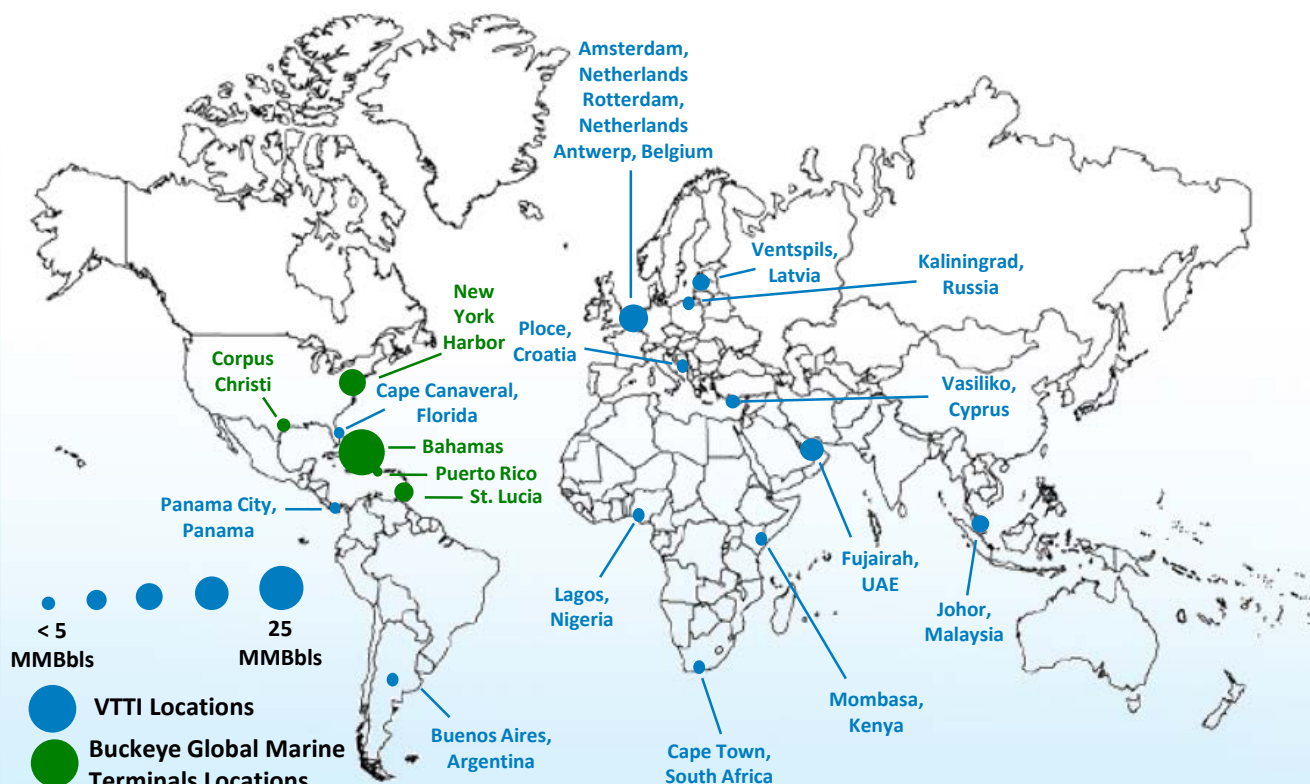 Amsterdam,
Netherlands
Rotterdam,
Netherlands
Antwerp, Belgium
Ventspils,
Latvia
Kaliningrad,
Russia
New
York
Harbor
Ploce,
Croatia
Corpus
Christi
Cape Canaveral,
Florida
Vasiliko,
Cyprus
Bahamas
Puerto Rico
St. Lucia
Panama City,
Panama
Fujairah,
UAE
Lagos,
Nigeria
Johor,
Malaysia
< 5
MMBbls
25
MMBbls
Mombasa,
Kenya
VTTI Locations
Buenos Aires,
Argentina
Cape Town,
South Africa
Buckeye Global Marine
Terminals Locations